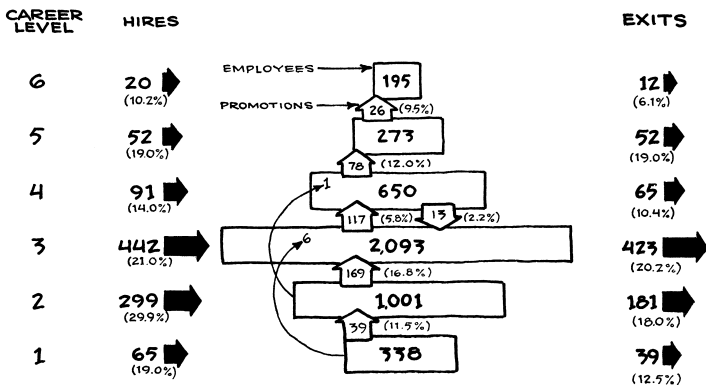 CAREER LEVEL HIRES EXITS
EMPLOYEES
6 20 (10.2%) 195 12 (6.1%)
PROMOTIONS 26 (9.5%)
5 52 (19.0%) 273 52 (19.0%)
78 (12.0%)
4 91 (14.0%) 1 650 65 (10.4%)
117 (5.8%) 13 (2.2%)
3 442 (21.0%) 6 2,093 423 (20.2%)
169 (16.8%)
2 299 (29.9%) 1,001 181 (18.0%)
39 (11.5%)
1 65 (19.0%) 338 39 (12.5%)